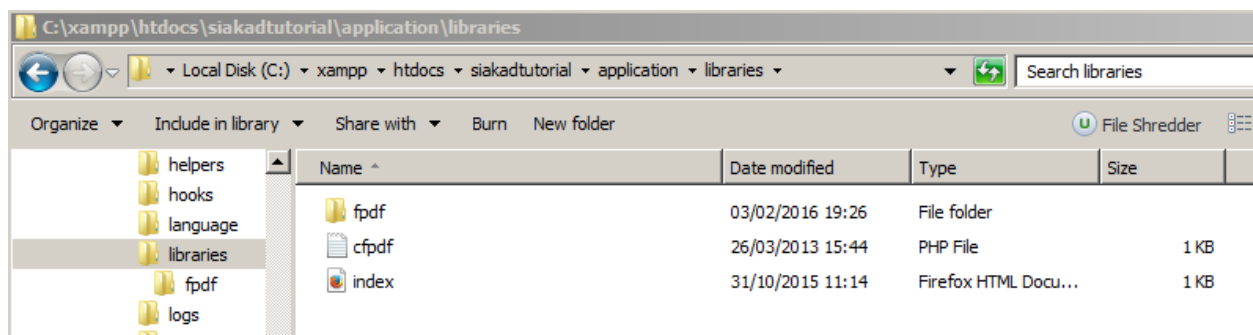 C:\xampp\htdocs\siakadtutorial\application\libraries
Local Disk (C:) xampp htdocs siakadtutorial application libraries Search libraries
Organize Include in library Share with Burn New folder File Shredder
helpers Name Date modified Type Size
hooks
fpdf 03/02/2016 19:26 File folder
language
libraries cfpdf 26/03/2013 15:44 PHP File 1 KB
fpdf index 31/10/2015 11:14 Firefox HTML Docu... 1 KB
logs